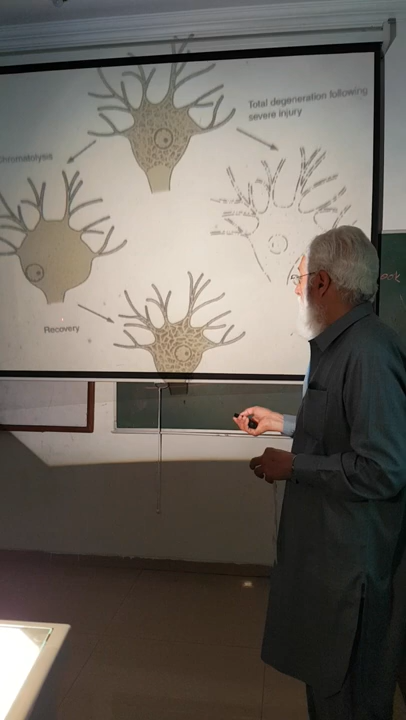 Total degeneration following
severe injury
Chromatolysis
Recovery